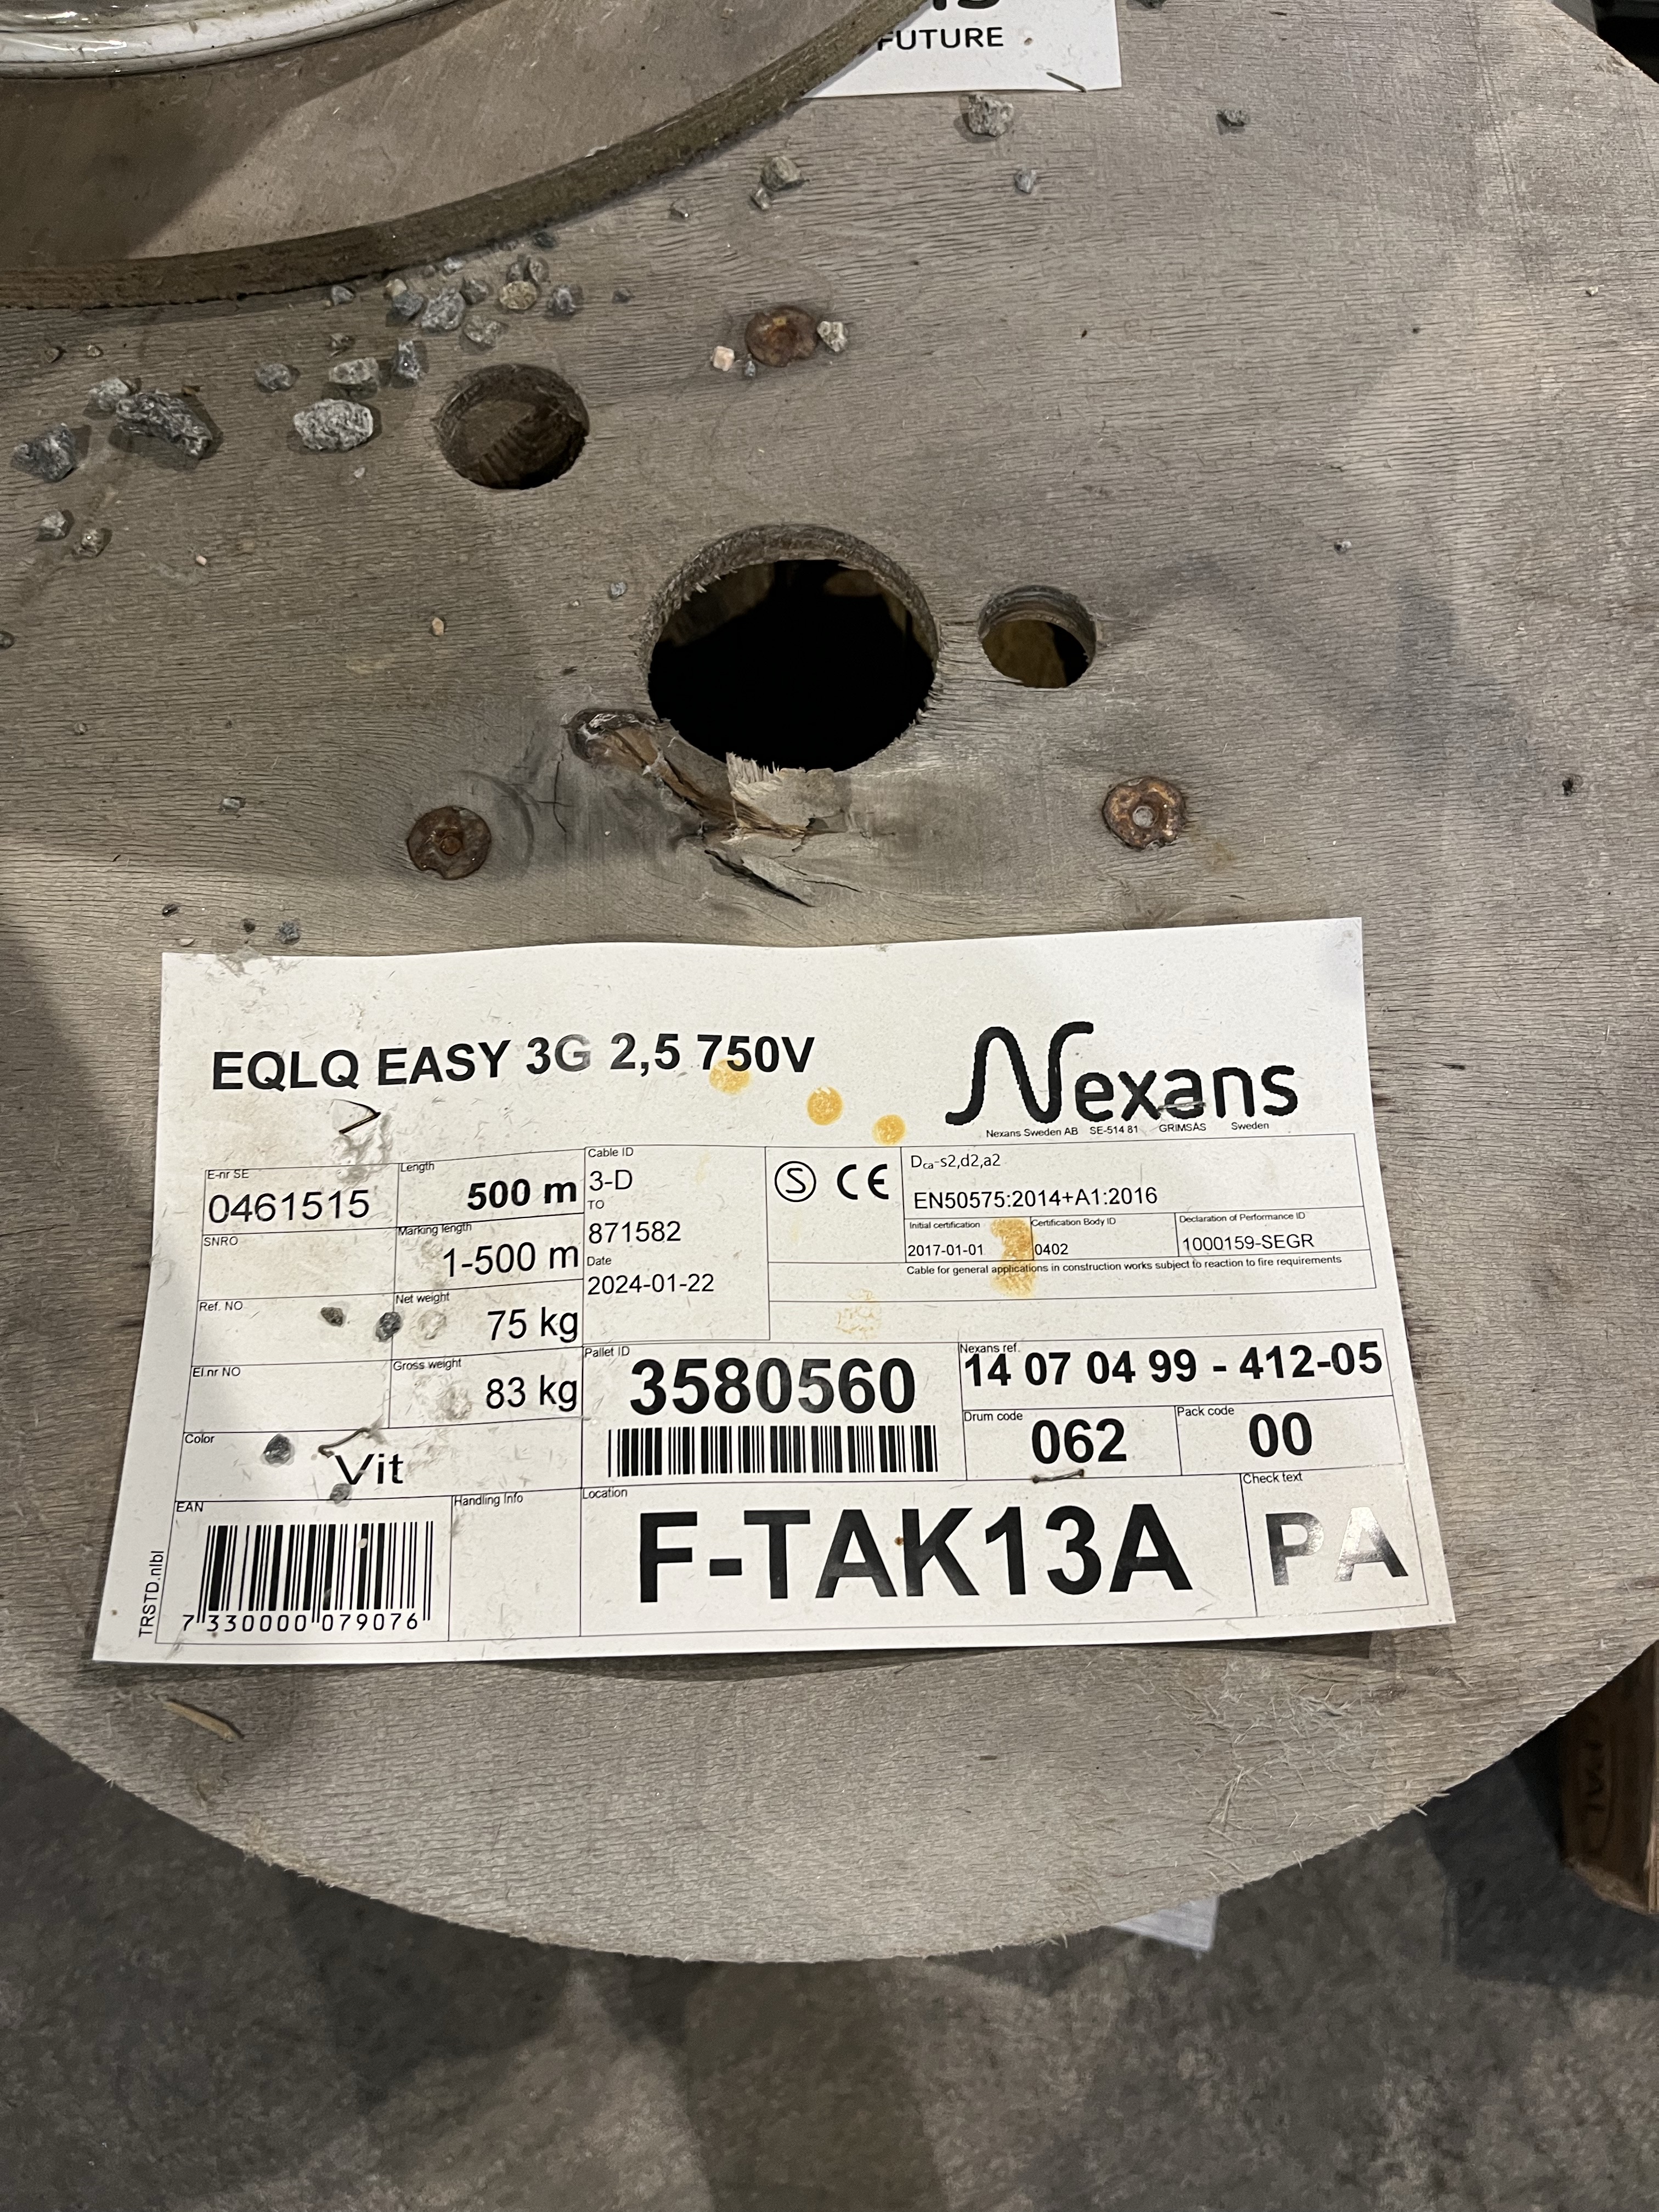 FUTURE
EQLQ EASY 3G 2,5 750V
Nexans
Nexans Sweden AB SE-514 81 GRIMSÅS Sweden
E-nr SE
0461515
Length
500 m
Cable ID
3-D
TO
871582
Date
2024-01-22
S CE
Dca-s2,d2,a2
EN50575:2014+A1:2016
Initial certification
2017-01-01
Certification Body ID
0402
Declaration of Performance ID
1000159-SEGR
Cable for general applications in construction works subject to reaction to fire requirements
SNRO
Marking length
1-500 m
Ref. NO
Net weight
75 kg
El.nr NO
Gross weight
83 kg
Pallet ID
3580560
Nexans ref.
14 07 04 99 - 412-05
Drum code
062
Pack code
00
Color
Vit
EAN
7 330000 079076
Handling Info
Location
F-TAK13A
Check text
PA
TRSTD.nlbl